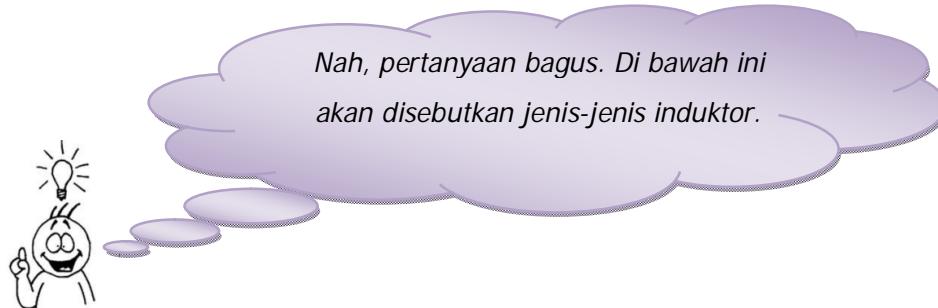 Nah, pertanyaan bagus. Di bawah ini
akan disebutkan jenis-jenis induktor.